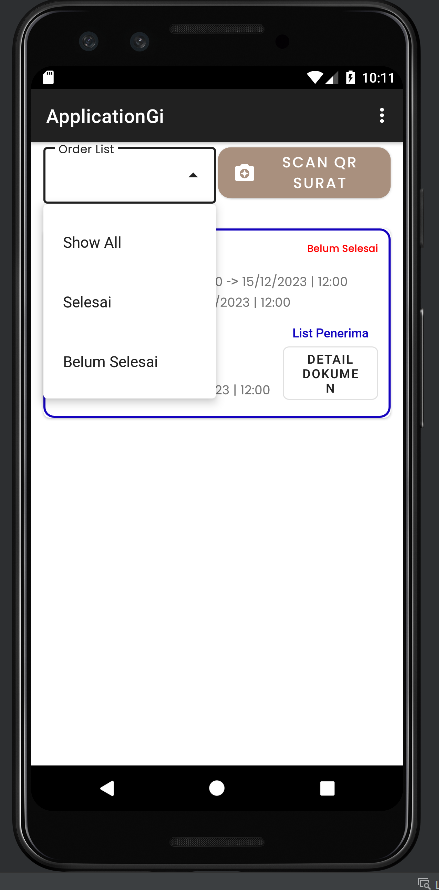 10:11
ApplicationGi
Order List
SCAN QR
SURAT
Show All
Belum Selesai
0 -> 15/12/2023 | 12:00
Selesai
/2023 | 12:00
List Penerima
Belum Selesai
DETAIL
DOKUME
N
23 | 12:00